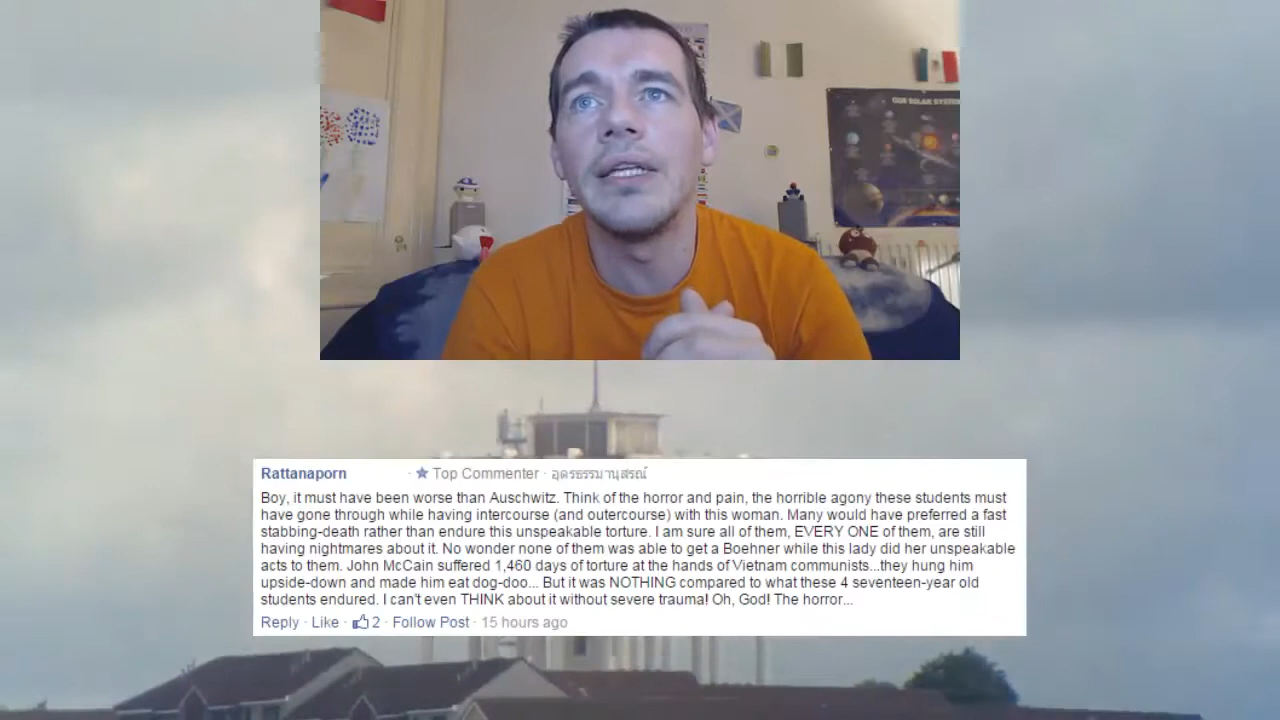 OUR SOLAR SYSTEM
Rattanaporn · Top Commenter · อุดรธรรมานุสรณ์
Boy, it must have been worse than Auschwitz. Think of the horror and pain, the horrible agony these students must
have gone through while having intercourse (and outercourse) with this woman. Many would have preferred a fast
stabbing-death rather than endure this unspeakable torture. I am sure all of them, EVERY ONE of them, are still
having nightmares about it. No wonder none of them was able to get a Boehner while this lady did her unspeakable
acts to them. John McCain suffered 1,460 days of torture at the hands of Vietnam communists...they hung him
upside-down and made him eat dog-doo... But it was NOTHING compared to what these 4 seventeen-year old
students endured. I can't even THINK about it without severe trauma! Oh, God! The horror...
Reply · Like · 2 · Follow Post · 15 hours ago